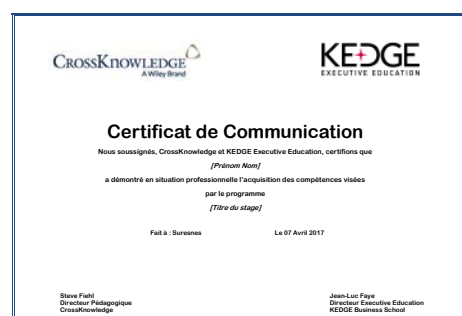 CROSSKNOWLEDGE
A Wiley Brand
KEDGE
EXECUTIVE EDUCATION
Certificat de Communication
Nous soussignés, CrossKnowledge et KEDGE Executive Education, certifions que
[Prénom Nom]
a démontré en situation professionnelle l'acquisition des compétences visées
par le programme
[Titre du stage]
Fait à : Suresnes Le 07 Avril 2017
Steve Fiehl
Directeur Pédagogique
CrossKnowledge
Jean-Luc Faye
Directeur Executive Education
KEDGE Business School